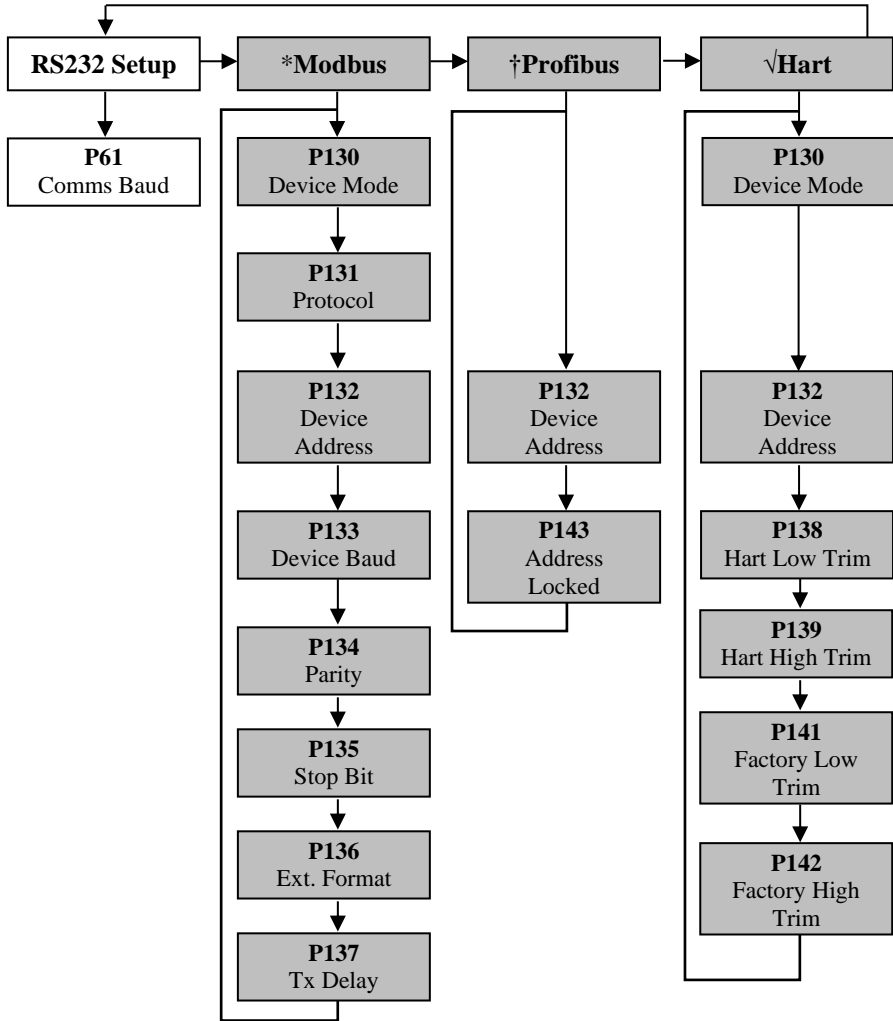 RS232 Setup
*Modbus
†Profibus
√Hart
P61
Comms Baud
P130
Device Mode
P131
Protocol
P132
Device
Address
P133
Device Baud
P134
Parity
P135
Stop Bit
P136
Ext. Format
P137
Tx Delay
P132
Device
Address
P143
Address
Locked
P130
Device Mode
P132
Device
Address
P138
Hart Low Trim
P139
Hart High Trim
P141
Factory Low
Trim
P142
Factory High
Trim